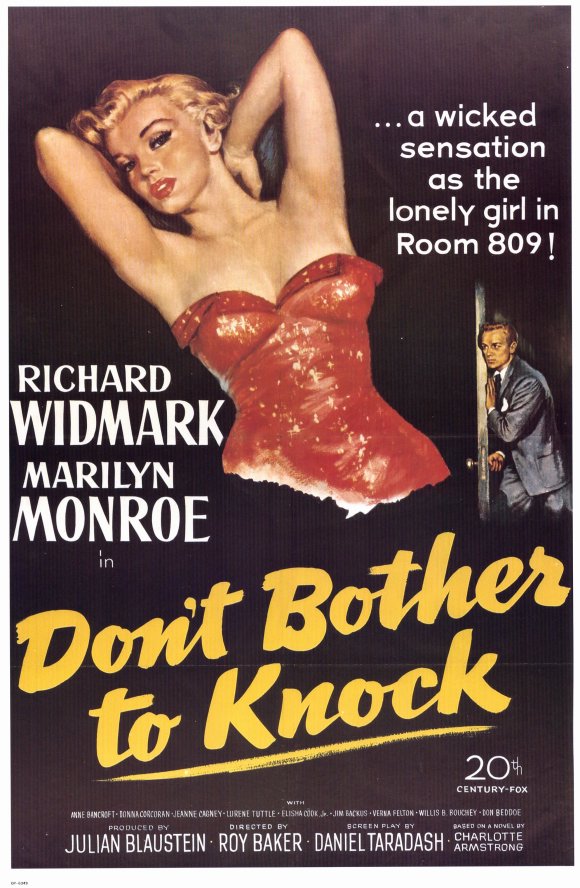 ...a wicked
sensation
as the
lonely girl in
Room 809!
RICHARD
WIDMARK
MARILYN
MONROE
in
Don't Bother
to Knock
20th
CENTURY-FOX
WITH
ANNE BANCROFT · DONNA CORCORAN · JEANNE CAGNEY · LURENE TUTTLE · ELISHA COOK, Jr. · JIM BACKUS · VERNA FELTON · WILLIS B. BOUCHEY · DON BEDDOE
PRODUCED BY
JULIAN BLAUSTEIN
DIRECTED BY
ROY BAKER
SCREEN PLAY BY
DANIEL TARADASH
BASED ON A NOVEL BY
CHARLOTTE
ARMSTRONG